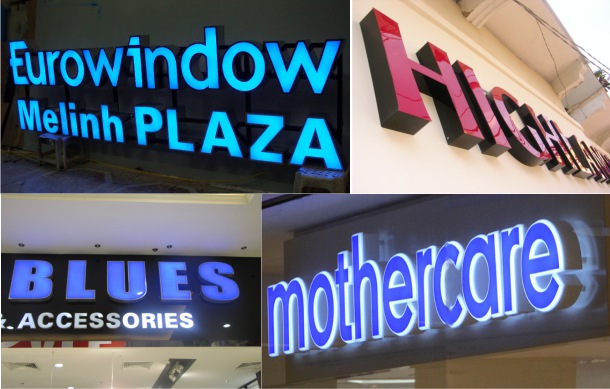 Eurowindow
Melinh PLAZA
BLUES
& ACCESSORIES
mothercare